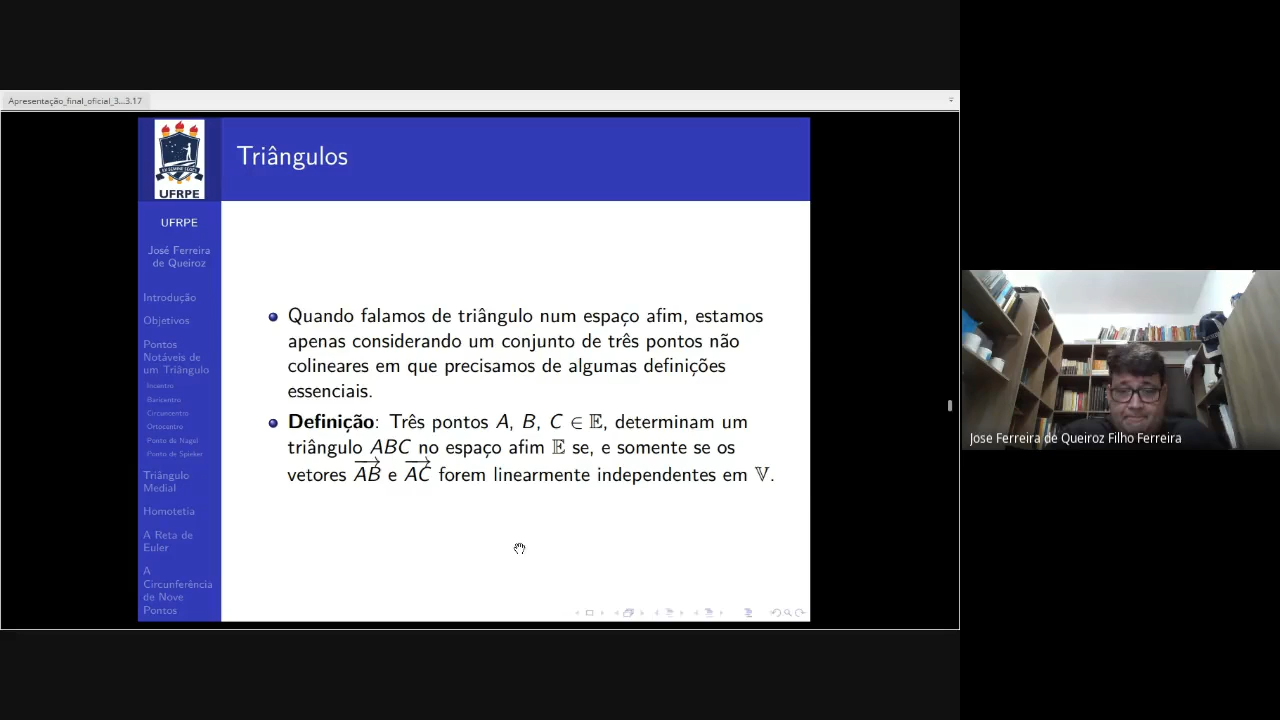 Apresentação_final_oficial_3...3.17
UFRPE
Triângulos
UFRPE
José Ferreira
de Queiroz
Introdução
Objetivos
Pontos
Notáveis de
um Triângulo
Incentro
Baricentro
Circuncentro
Ortocentro
Ponto de Nagel
Ponto de Spieker
Triângulo
Medial
Homotetia
A Reta de
Euler
A
Circunferência
de Nove
Pontos
Quando falamos de triângulo num espaço afim, estamos
apenas considerando um conjunto de três pontos não
colineares em que precisamos de algumas definições
essenciais.
Definição: Três pontos A, B, C ∈ 𝔼, determinam um
triângulo ABC no espaço afim 𝔼 se, e somente se os
vetores A⃗B⃗ e A⃗C⃗ forem linearmente independentes em 𝕍.
Jose Ferreira de Queiroz Filho Ferreira